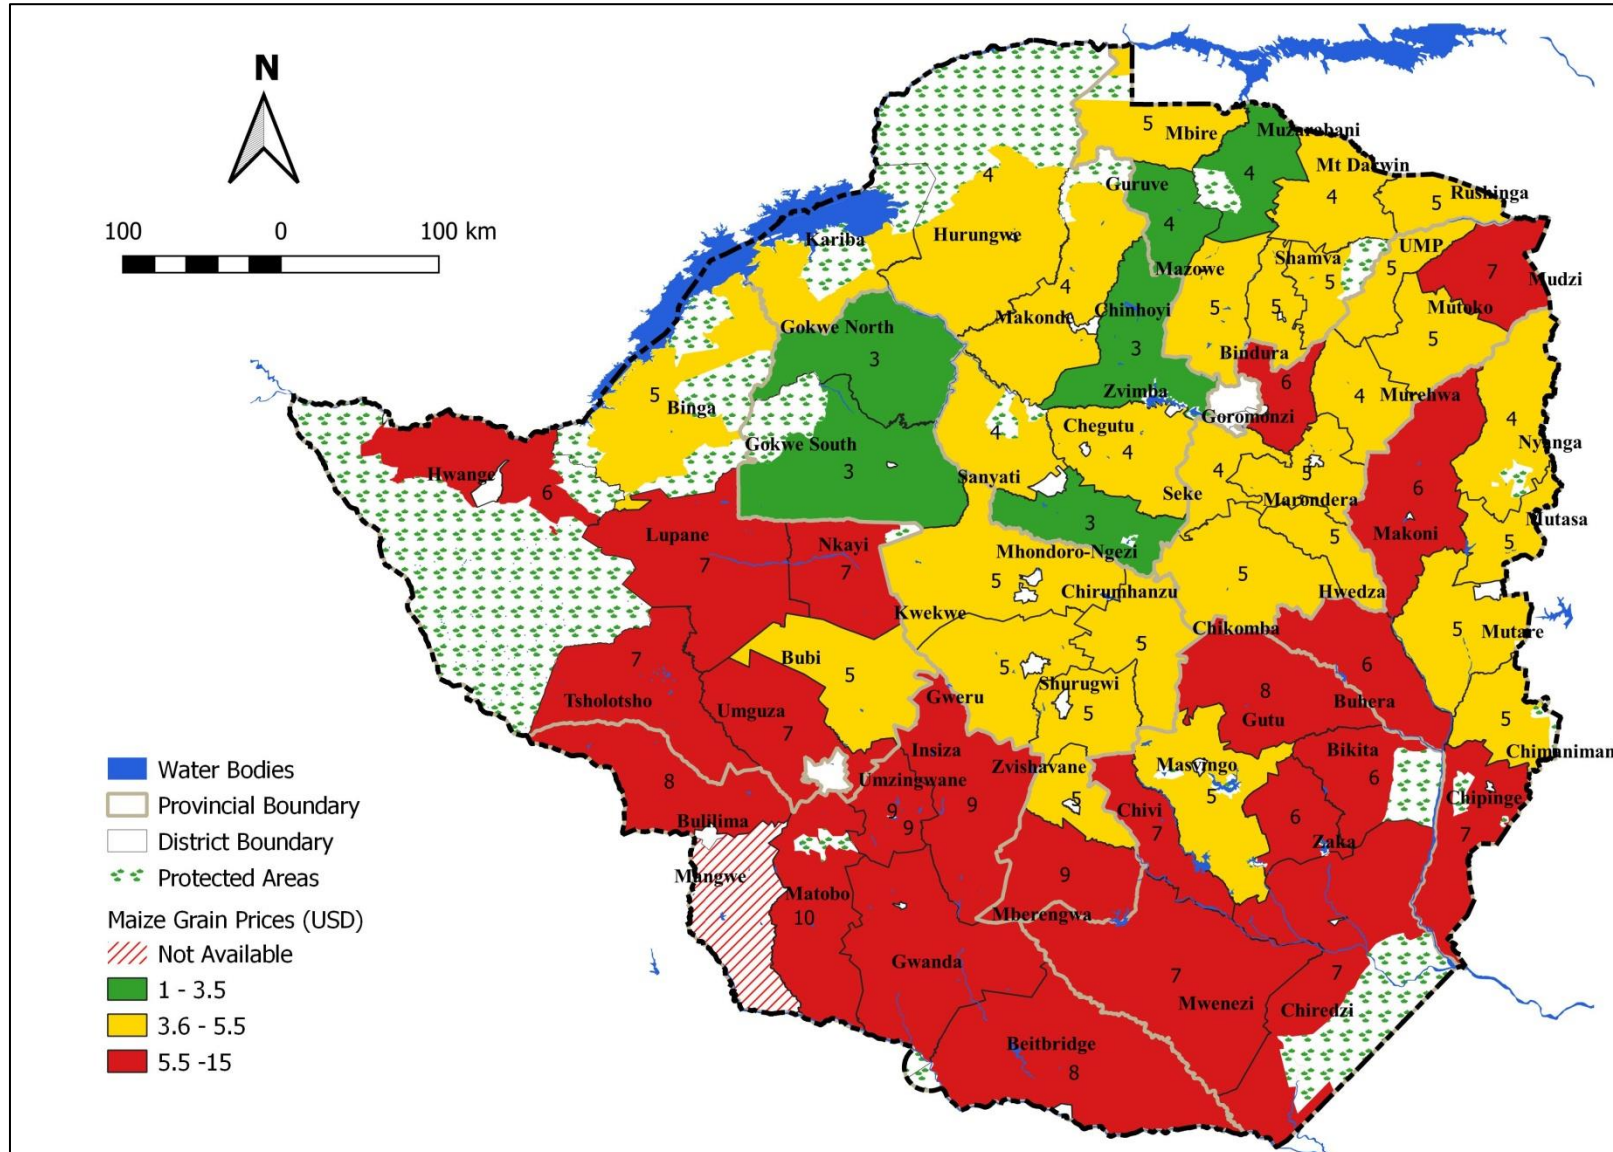 N
100 0 100 km
Mbire
5
Muzarabani
4
Mt Darwin
4
Rushinga
5
Guruve
4
4
Hurungwe
Kariba
UMP
5
Mudzi
7
Shamva
5
Mazowe
5
5
Mutoko
5
4
Makonde
Chinhoyi
3
Gokwe North
3
Bindura
6
Zvimba
Goromonzi
4
Murehwa
4
Nyanga
5
Binga
Chegutu
4
Gokwe South
3
4
Sanyati
4
Seke
5
Marondera
Hwange
6
6
Makoni
Mutasa
5
3
Mhondoro-Ngezi
Lupane
7
Nkayi
7
5
Hwedza
5
5
Chirumhanzu
Kwekwe
Chikomba
5
Mutare
5
Bubi
5
5
Shurugwi
5
Gweru
6
Buhera
8
Gutu
7
Tsholotsho
Umguza
7
5
Chimaniman
Insiza
9
Umzingwane
9
9
Zvishavane
5
Masvingo
5
Bikita
6
8
Bulilima
Chivi
7
6
Zaka
Chipinge
7
Mangwe
Matobo
10
9
Mberengwa
Gwanda
7
Mwenezi
7
Chiredzi
Beitbridge
8
Water Bodies
Provincial Boundary
District Boundary
Protected Areas
Maize Grain Prices (USD)
Not Available
1 - 3.5
3.6 - 5.5
5.5 -15